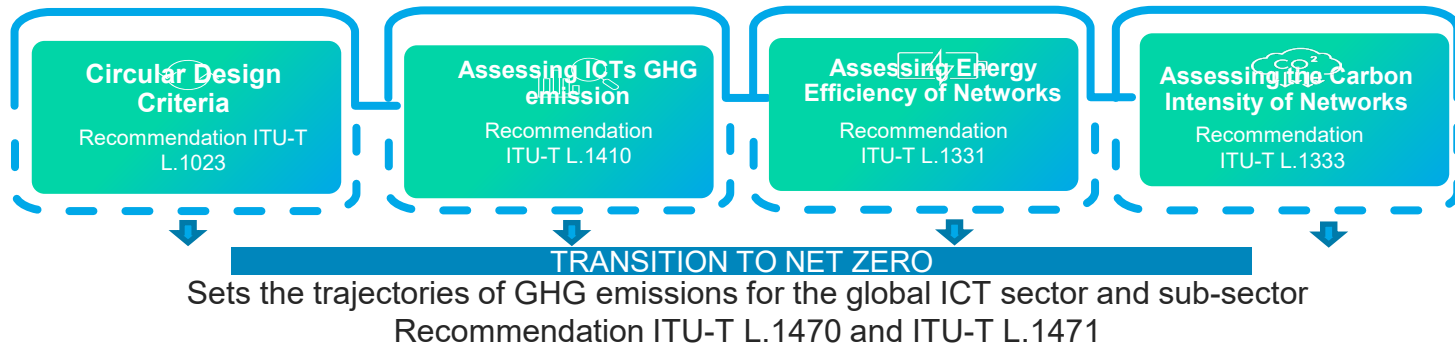 Circular Design
Criteria
Recommendation ITU-T
L.1023
Assessing ICTs GHG
emission
Recommendation
ITU-T L.1410
Assessing Energy
Efficiency of Networks
Recommendation
ITU-T L.1331
CO²
Assessing the Carbon
Intensity of Networks
Recommendation
ITU-T L.1333
TRANSITION TO NET ZERO
Sets the trajectories of GHG emissions for the global ICT sector and sub-sector
Recommendation ITU-T L.1470 and ITU-T L.1471